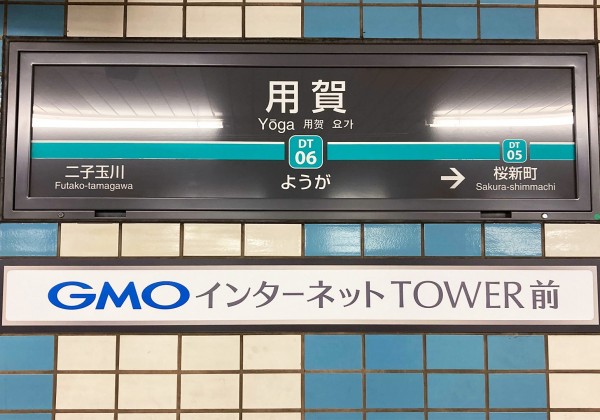 用賀
Yōga 用贺 요가
DT
06
DT
05
二子玉川
Futako-tamagawa
ようが
→
桜新町
Sakura-shimmachi
GMOインターネットTOWER前